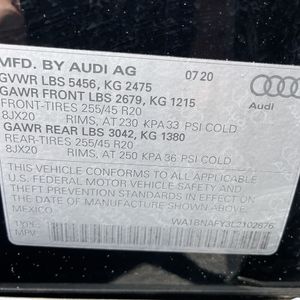 MFD. BY AUDI AG 07 20
GVWR LBS 5456, KG 2475
GAWR FRONT LBS 2679, KG 1215
FRONT-TIRES 255/45 R20
8JX20 RIMS, AT 230 KPA 33 PSI COLD
GAWR REAR LBS 3042, KG 1380
REAR-TIRES 255/45 R20
8JX20 RIMS, AT 250 KPA 36 PSI COLD
Audi
THIS VEHICLE CONFORMS TO ALL APPLICABLE
U.S. FEDERAL MOTOR VEHICLE SAFETY AND
THEFT PREVENTION STANDARDS IN EFFECT ON
THE DATE OF MANUFACTURE SHOWN ABOVE.
MEXICO
TYPE: MPV